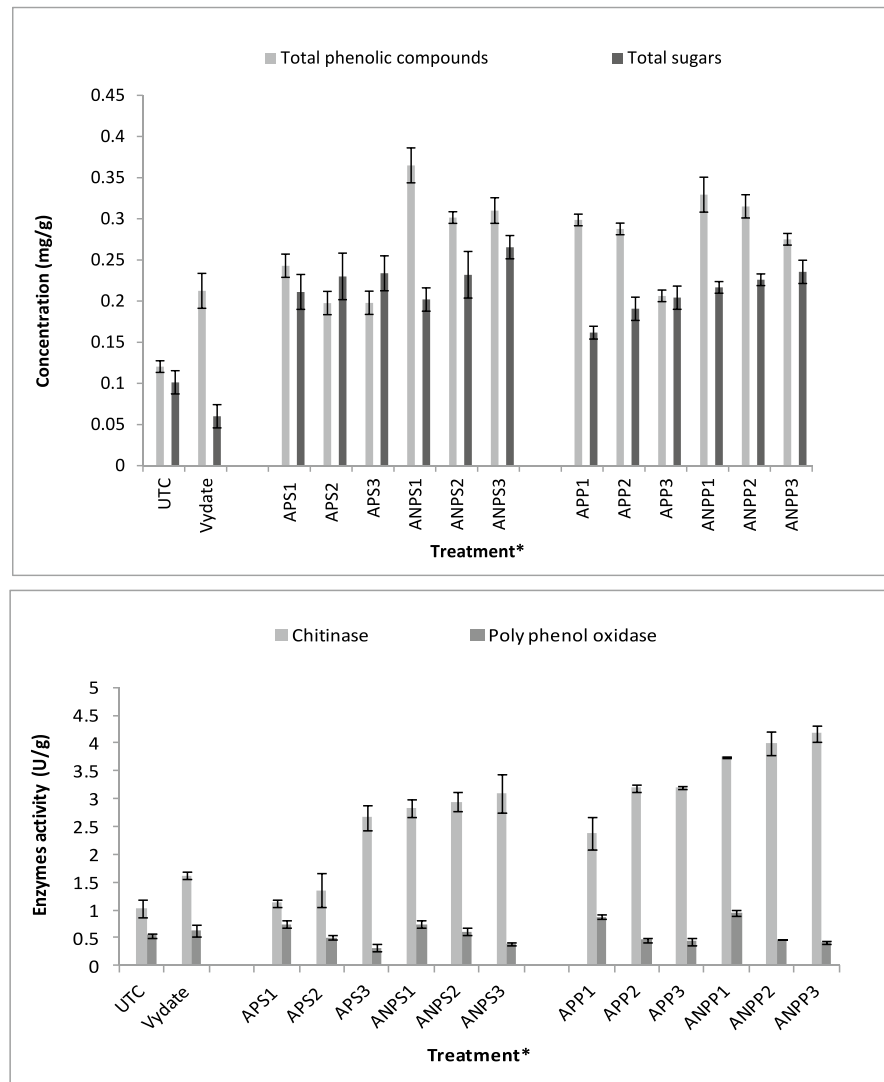 Total phenolic compounds Total sugars
0.45
0.4
0.35
0.3
0.25
0.2
0.15
0.1
0.05
0
Concentration (mg/g)
UTC Vydate APS1 APS2 APS3 ANPS1 ANPS2 ANPS3 APP1 APP2 APP3 ANPP1 ANPP2 ANPP3
Treatment*
Chitinase Poly phenol oxidase
5
4.5
4
3.5
3
2.5
2
1.5
1
0.5
0
Enzymes activity (U/g)
UTC Vydate APS1 APS2 APS3 ANPS1 ANPS2 ANPS3 APP1 APP2 APP3 ANPP1 ANPP2 ANPP3
Treatment*